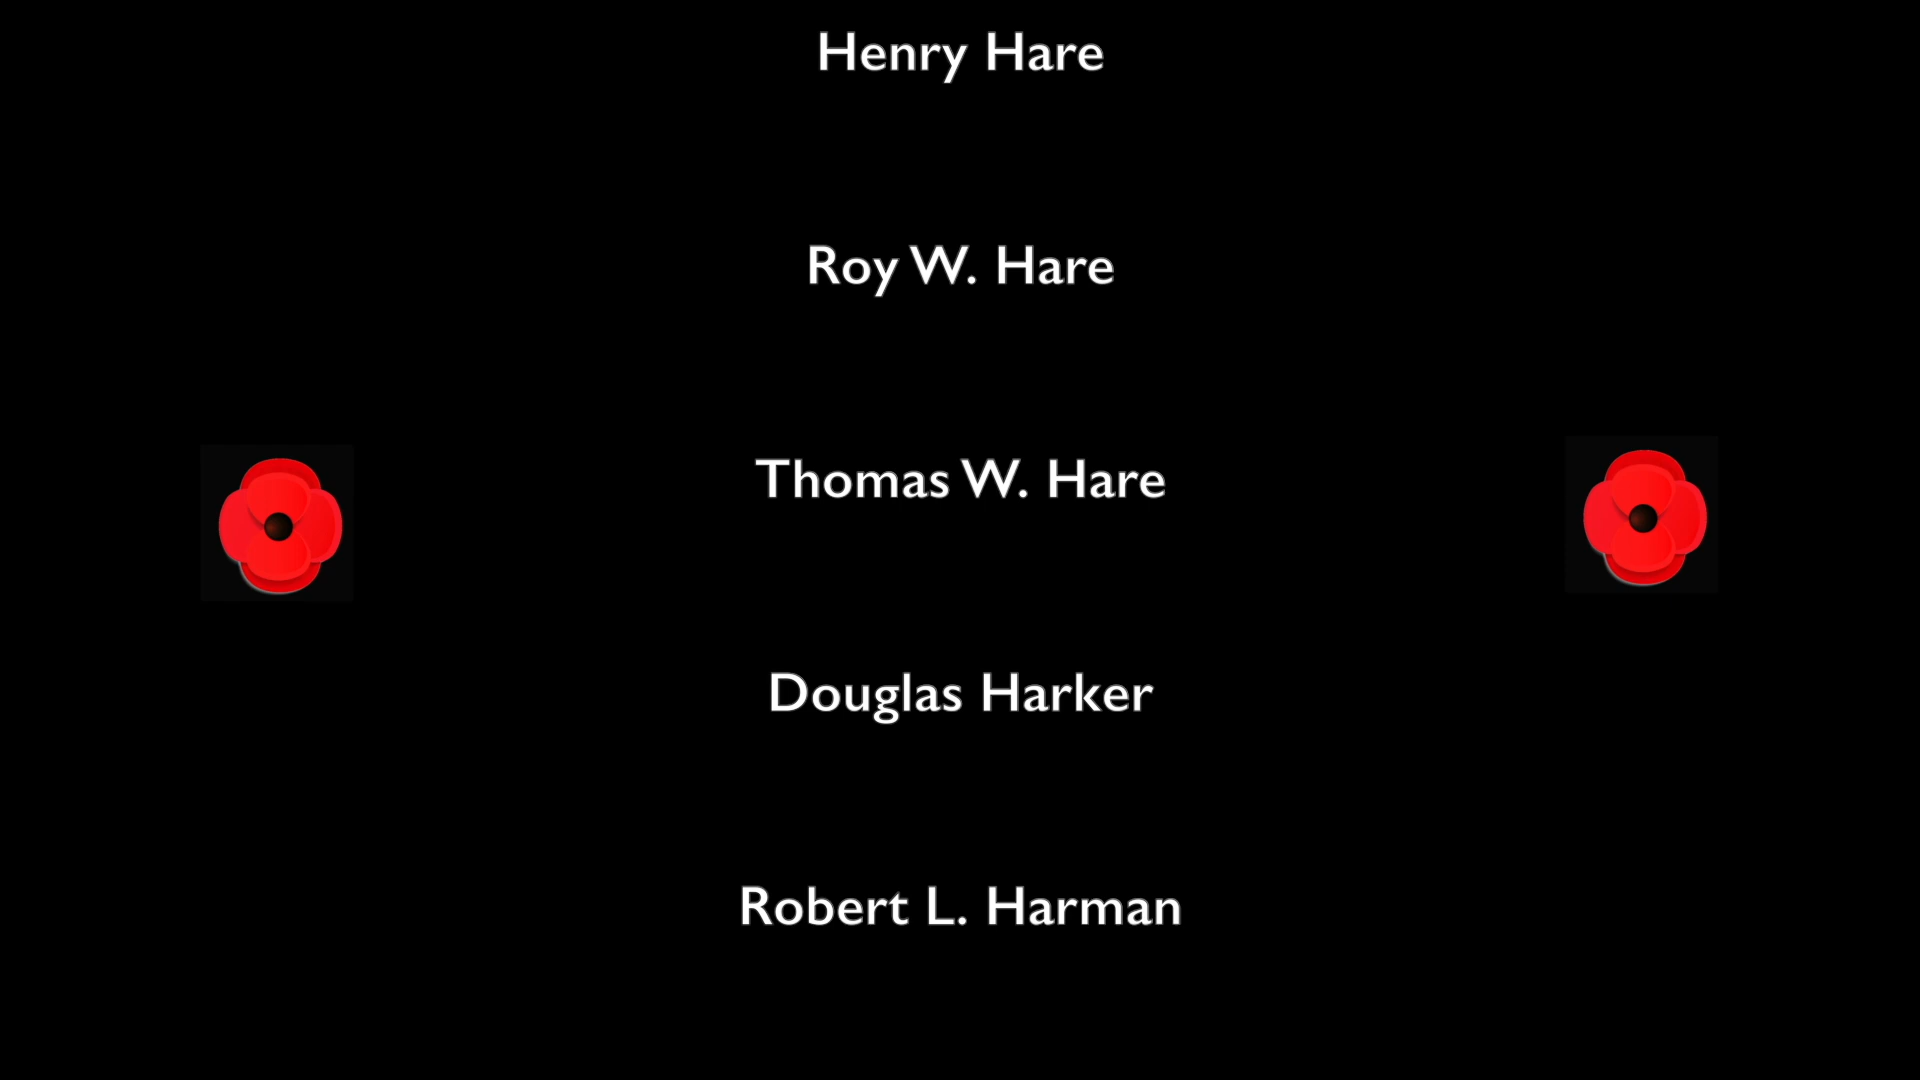 Henry Hare
Roy W. Hare
Thomas W. Hare
Douglas Harker
Robert L. Harman